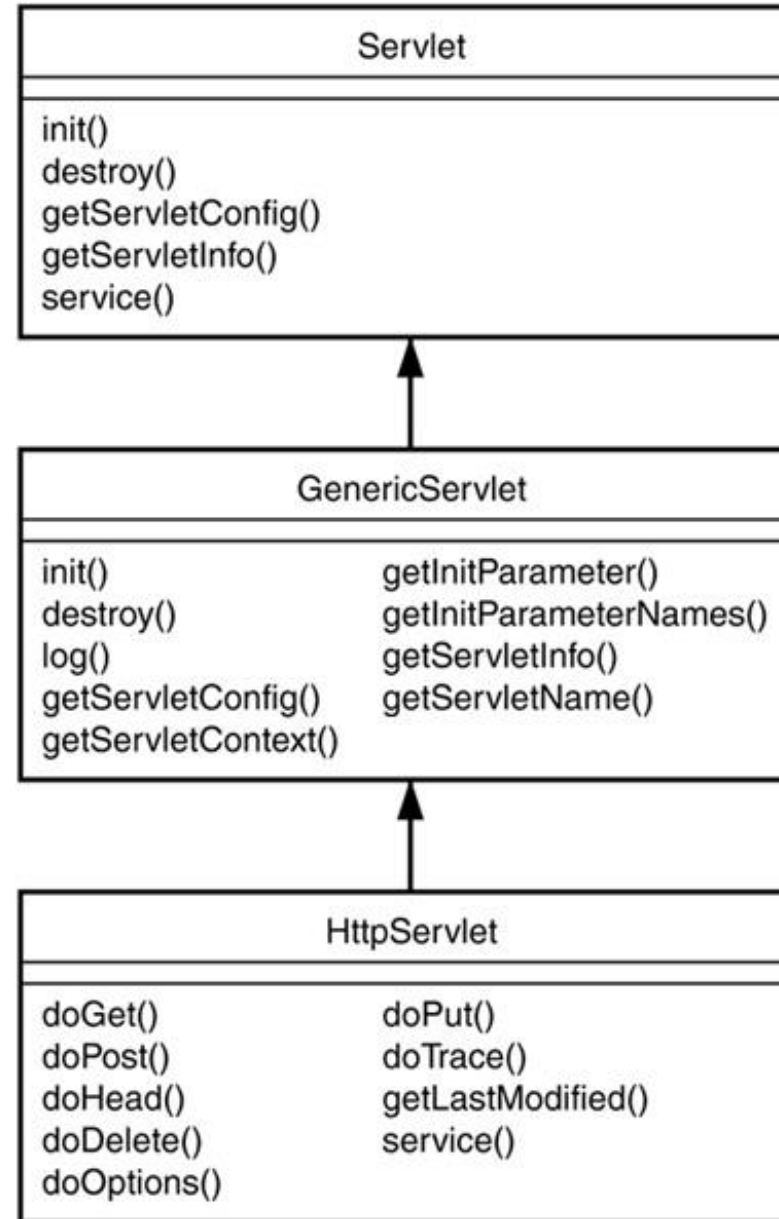 Servlet
init()
destroy()
getServletConfig()
getServletInfo()
service()
GenericServlet
init()
destroy()
log()
getServletConfig()
getServletContext()
getInitParameter()
getInitParameterNames()
getServletInfo()
getServletName()
HttpServlet
doGet()
doPost()
doHead()
doDelete()
doOptions()
doPut()
doTrace()
getLastModified()
service()